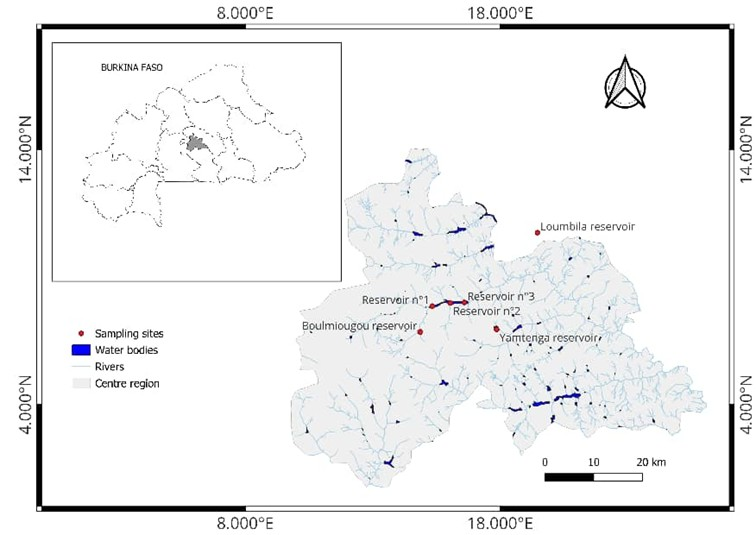 8.000°E 18.000°E
BURKINA FASO
14.000°N 14.000°N
Loumbila reservoir
Reservoir n°1 Reservoir n°3
Reservoir n°2
Boulmiougou reservoir
Yamtenga reservoir
Sampling sites
Water bodies
Rivers
Centre region
4.000°N 4.000°N
0 10 20 km
8.000°E 18.000°E